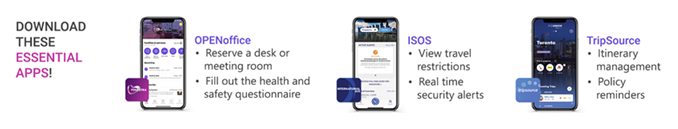 DOWNLOAD
THESE
ESSENTIAL
APPS!
OPENoffice
• Reserve a desk or
meeting room
• Fill out the health and
safety questionnaire
ISOS
• View travel
restrictions
• Real time
security alerts
TripSource
• Itinerary
management
• Policy
reminders
Toronto
Tripsource